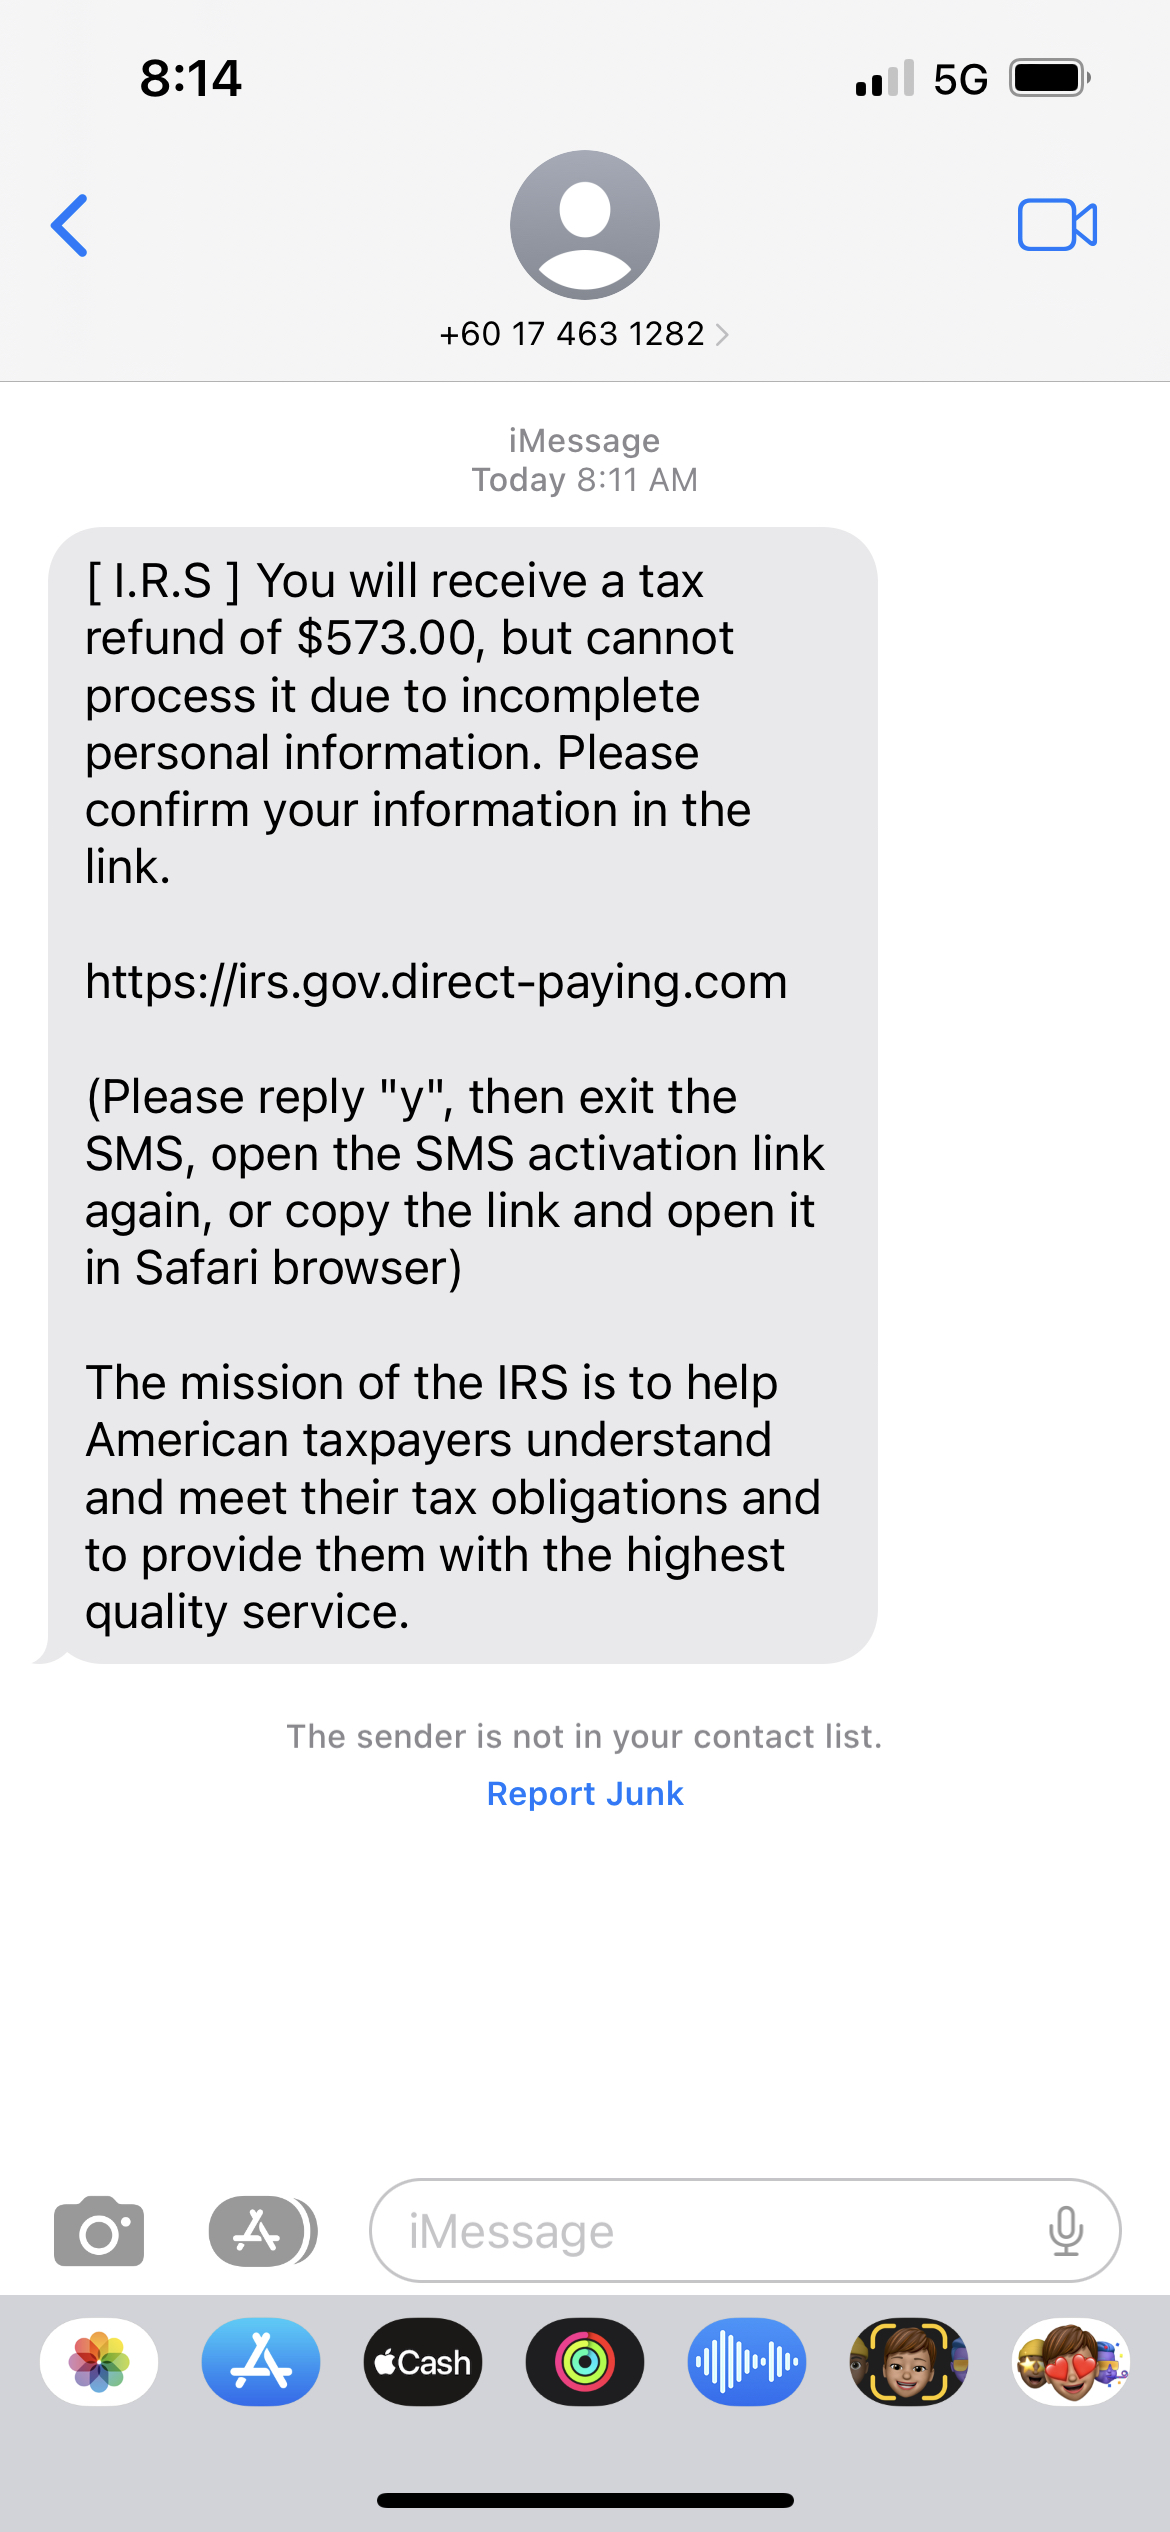 8:14
5G
+60 17 463 1282
iMessage
Today 8:11 AM
[ I.R.S ] You will receive a tax
refund of $573.00, but cannot
process it due to incomplete
personal information. Please
confirm your information in the
link.
https://irs.gov.direct-paying.com
(Please reply "y", then exit the
SMS, open the SMS activation link
again, or copy the link and open it
in Safari browser)
The mission of the IRS is to help
American taxpayers understand
and meet their tax obligations and
to provide them with the highest
quality service.
The sender is not in your contact list.
Report Junk
iMessage
Cash